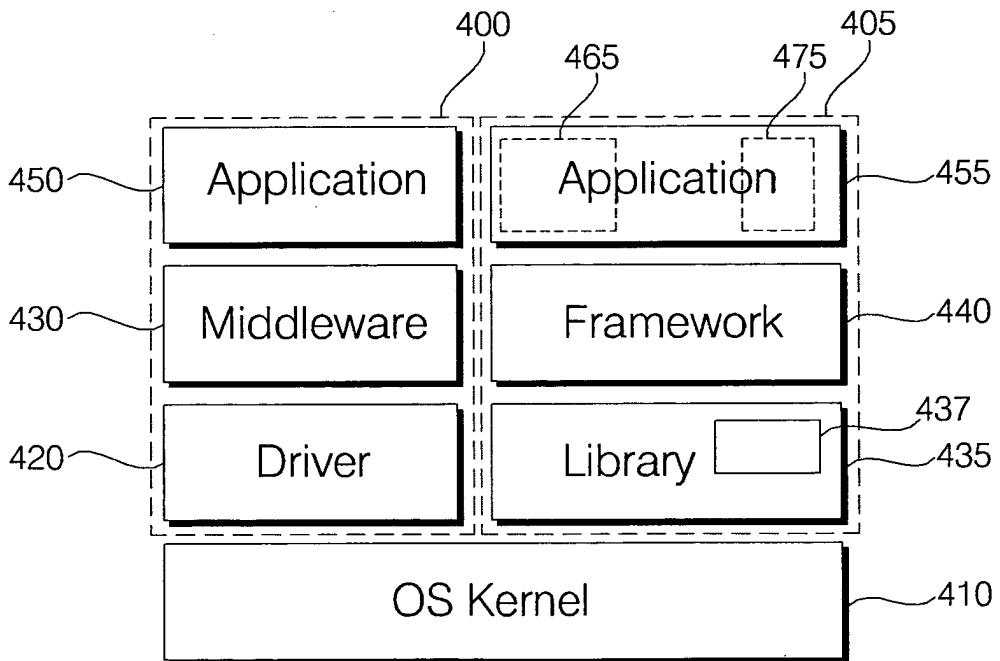 400
405
465
475
450
Application
Application
455
430
Middleware
Framework
440
437
420
Driver
Library
435
OS Kernel
410